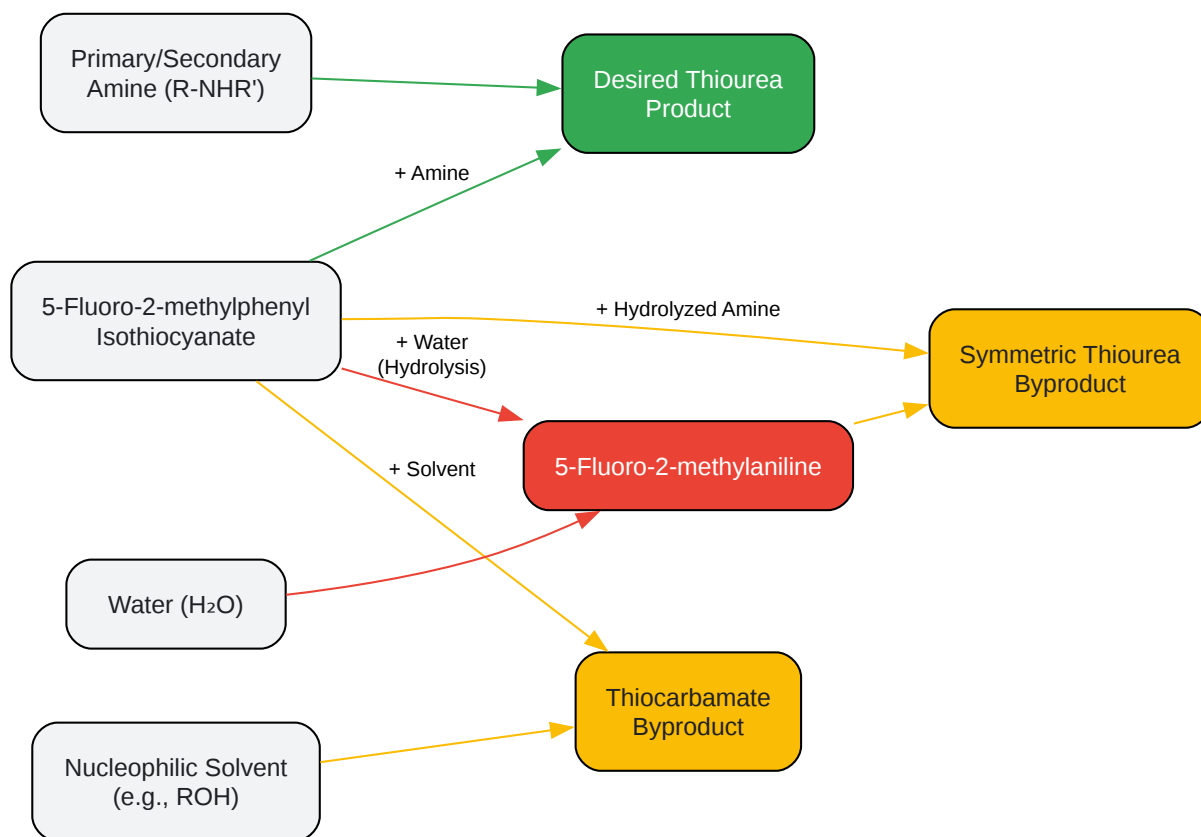 Primary/Secondary
Amine (R-NHR')
Desired Thiourea
Product
+ Amine
5-Fluoro-2-methylphenyl
Isothiocyanate
+ Hydrolyzed Amine
+ Water
(Hydrolysis)
Symmetric Thiourea
Byproduct
+ Solvent
5-Fluoro-2-methylaniline
Water (H₂O)
Thiocarbamate
Byproduct
Nucleophilic Solvent
(e.g., ROH)